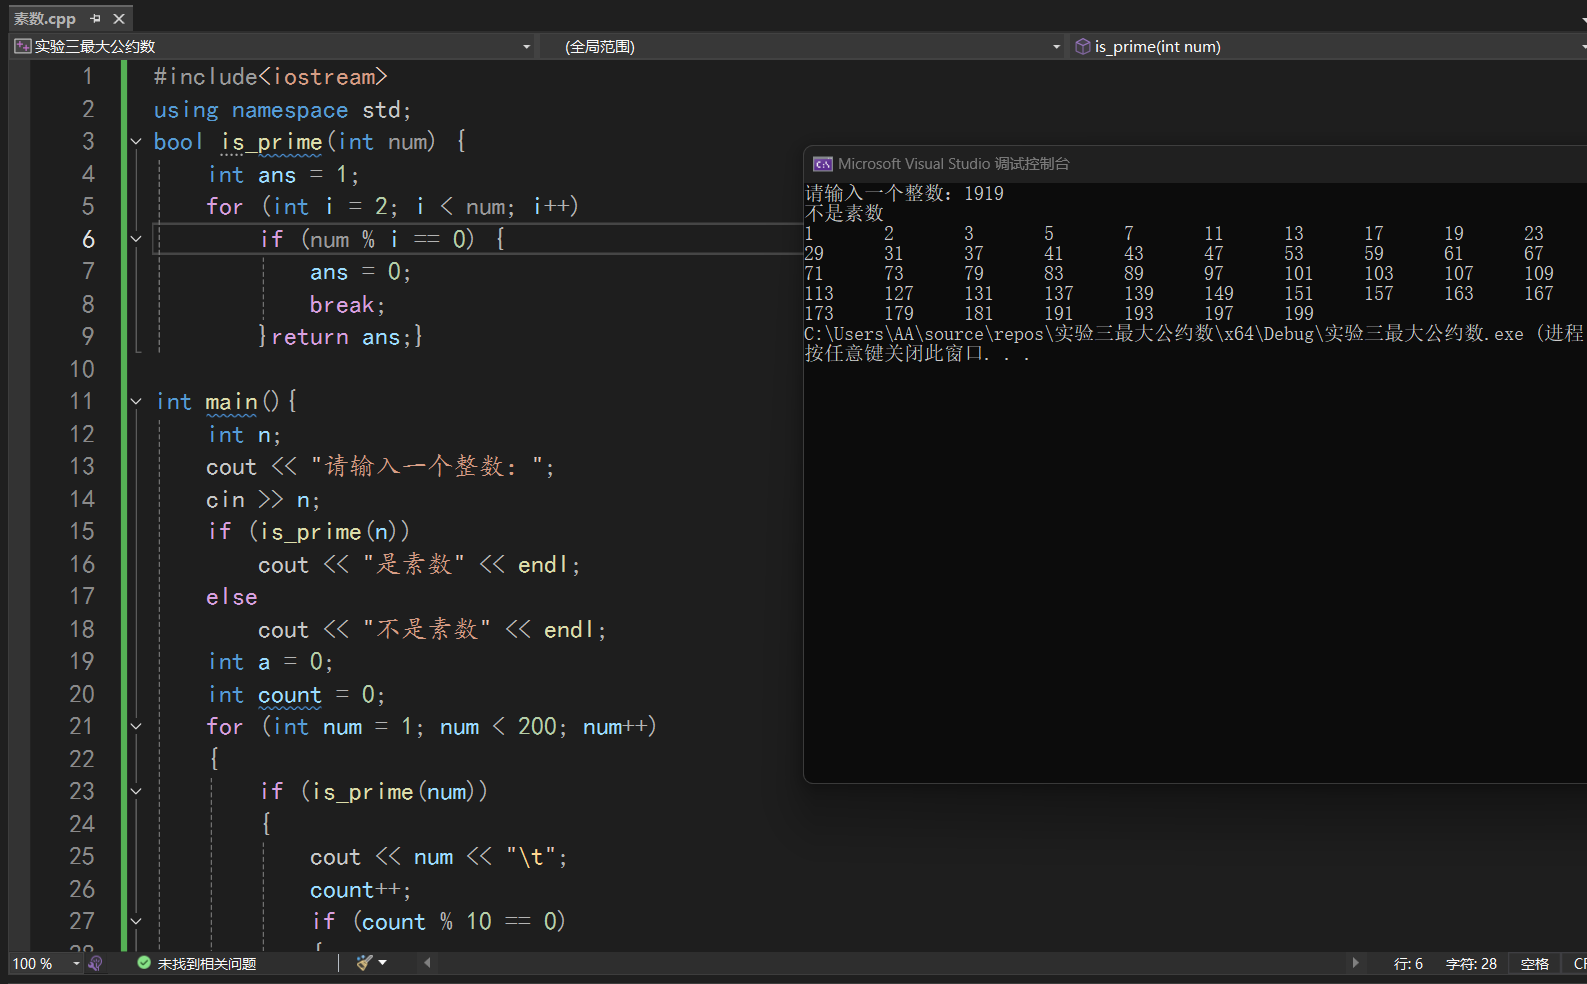 素数.cpp
实验三最大公约数 (全局范围) is_prime(int num)
1 #include<iostream>
2 using namespace std;
3 bool is_prime(int num) {
4 int ans = 1;
5 for (int i = 2; i < num; i++)
6 if (num % i == 0) {
7 ans = 0;
8 break;
9 }return ans;}
10
11 int main(){
12 int n;
13 cout << "请输入一个整数: ";
14 cin >> n;
15 if (is_prime(n))
16 cout << "是素数" << endl;
17 else
18 cout << "不是素数" << endl;
19 int a = 0;
20 int count = 0;
21 for (int num = 1; num < 200; num++)
22 {
23 if (is_prime(num))
24 {
25 cout << num << "\t";
26 count++;
27 if (count % 10 == 0)
28 {
Microsoft Visual Studio 调试控制台
请输入一个整数: 1919
不是素数
1 2 3 5 7 11 13 17 19 23
29 31 37 41 43 47 53 59 61 67
71 73 79 83 89 97 101 103 107 109
113 127 131 137 139 149 151 157 163 167
173 179 181 191 193 197 199
C:\Users\AA\source\repos\实验三最大公约数\x64\Debug\实验三最大公约数.exe (进程
按任意键关闭此窗口. . .
100 % 未找到相关问题 行: 6 字符: 28 空格 CR